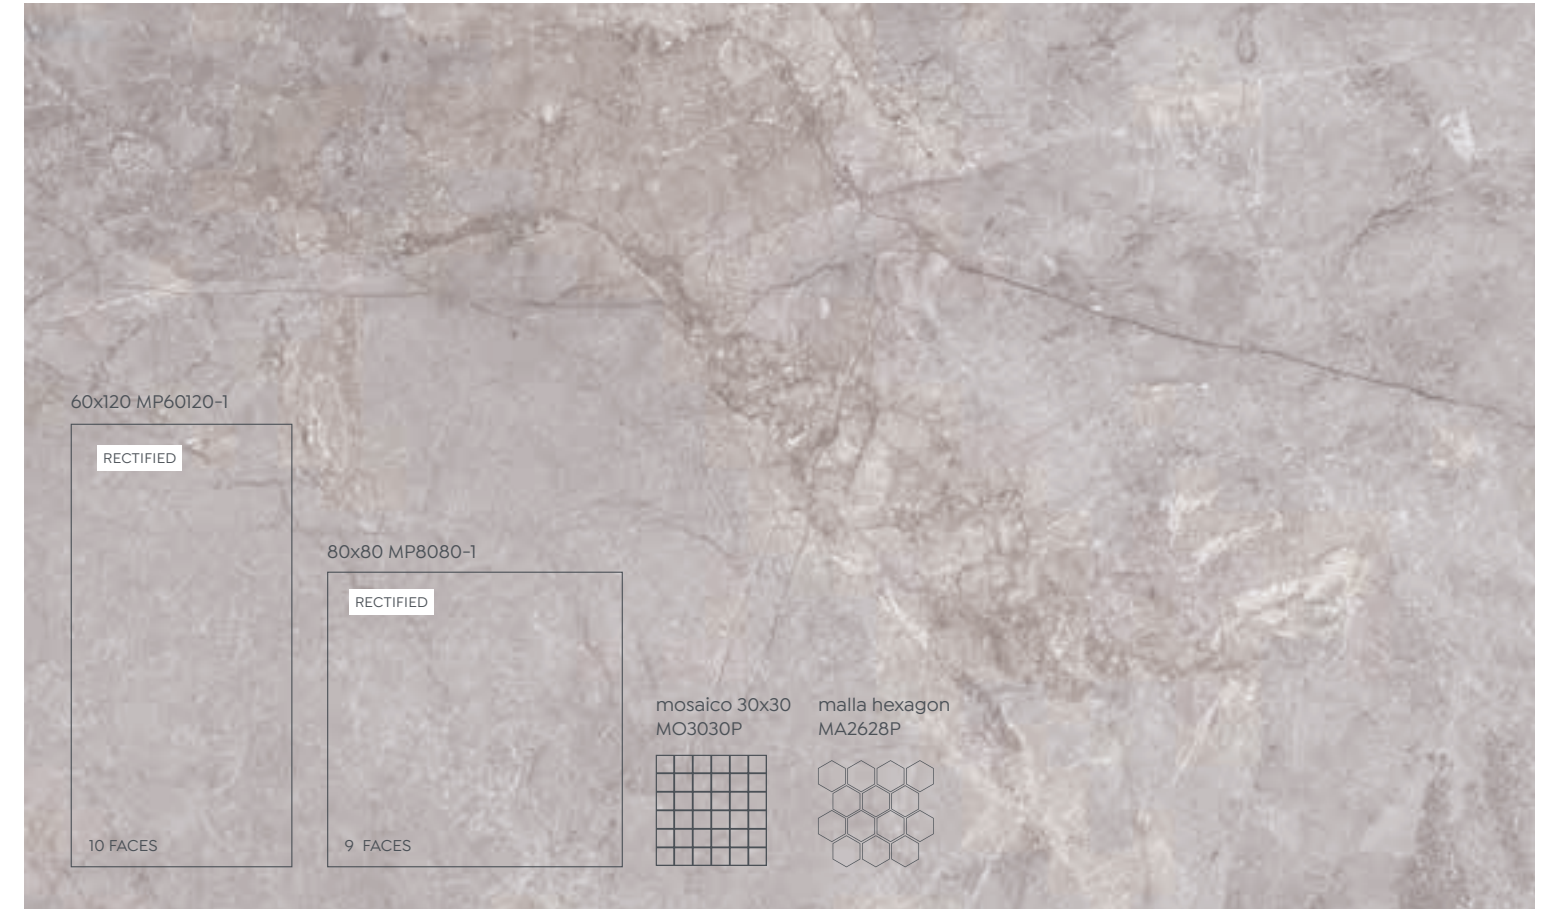 60x120 MP60120-1
RECTIFIED
10 FACES
80x80 MP8080-1
RECTIFIED
9 FACES
mosaico 30x30
MO3030P
malla hexagon
MA2628P